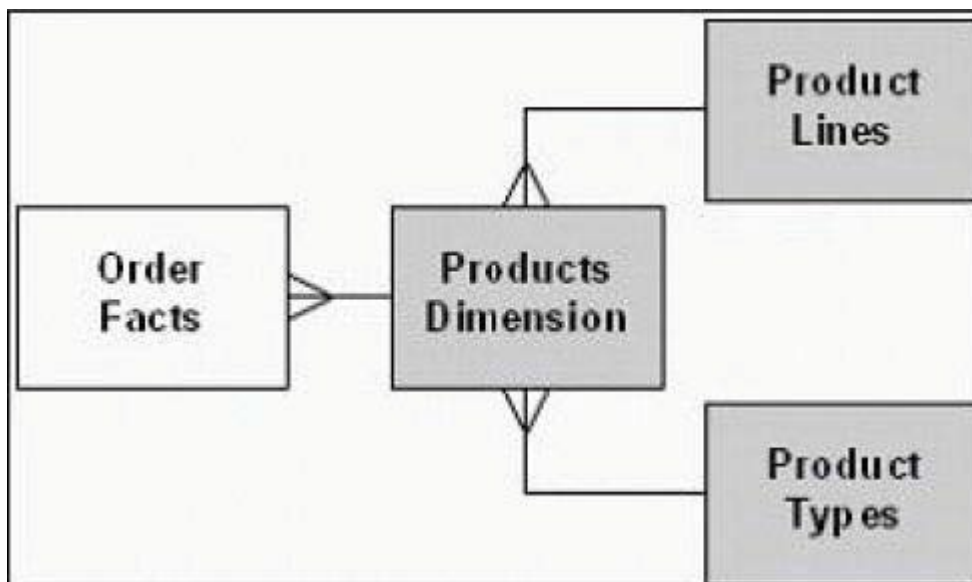 Product
Lines
Order
Facts
Products
Dimension
Product
Types